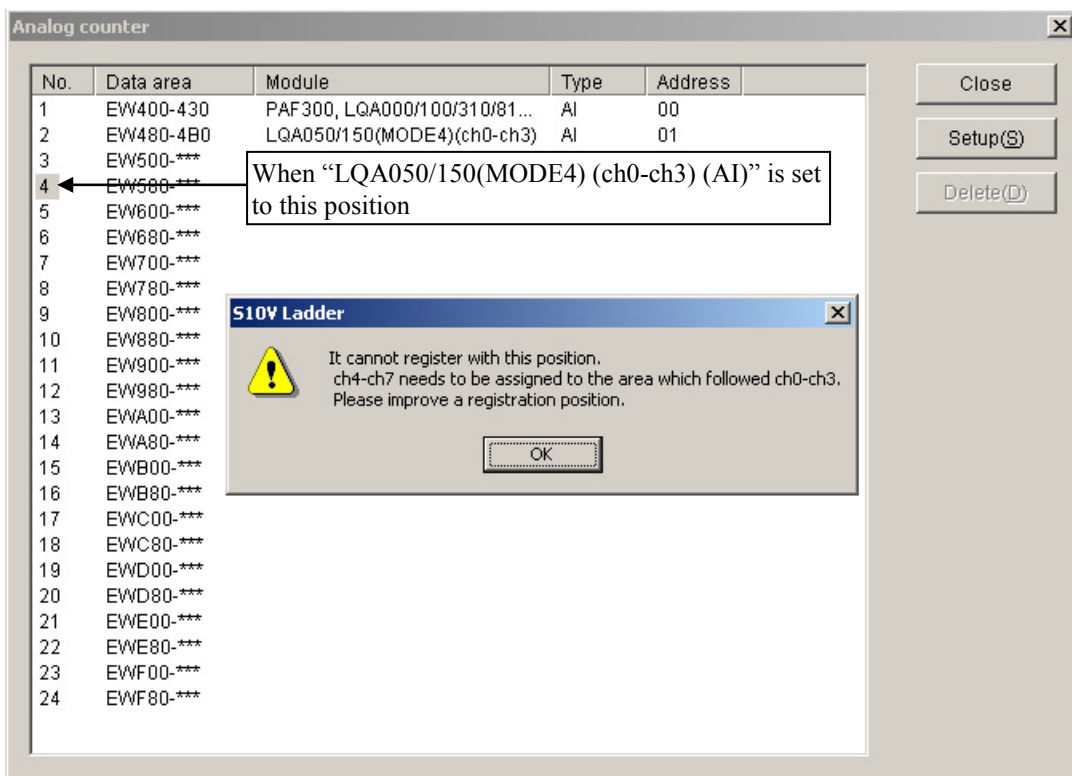 Analog counter
No. Data area Module Type Address
1 EW400-430 PAF300, LQA000/100/310/81... AI 00
2 EW480-4B0 LQA050/150(MODE4)(ch0-ch3) AI 01
3 EW500-***
4 EW580-***
5 EW600-***
6 EW680-***
7 EW700-***
8 EW780-***
9 EW800-***
10 EW880-***
11 EW900-***
12 EW980-***
13 EWA00-***
14 EWA80-***
15 EWB00-***
16 EWB80-***
17 EWC00-***
18 EWC80-***
19 EWD00-***
20 EWD80-***
21 EWE00-***
22 EWE80-***
23 EWF00-***
24 EWF80-***
Close
Setup(S)
Delete(D)
When “LQA050/150(MODE4) (ch0-ch3) (AI)” is set
to this position
S10V Ladder
It cannot register with this position.
ch4-ch7 needs to be assigned to the area which followed ch0-ch3.
Please improve a registration position.
OK